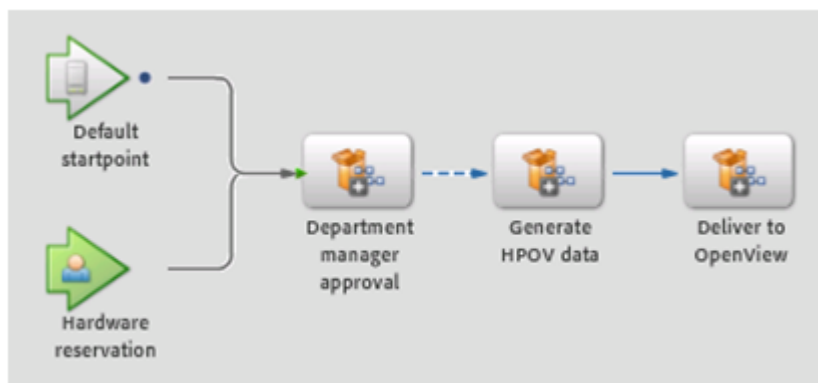 Default
startpoint
Department
manager
approval
Generate
HPOV data
Deliver to
OpenView
Hardware
reservation